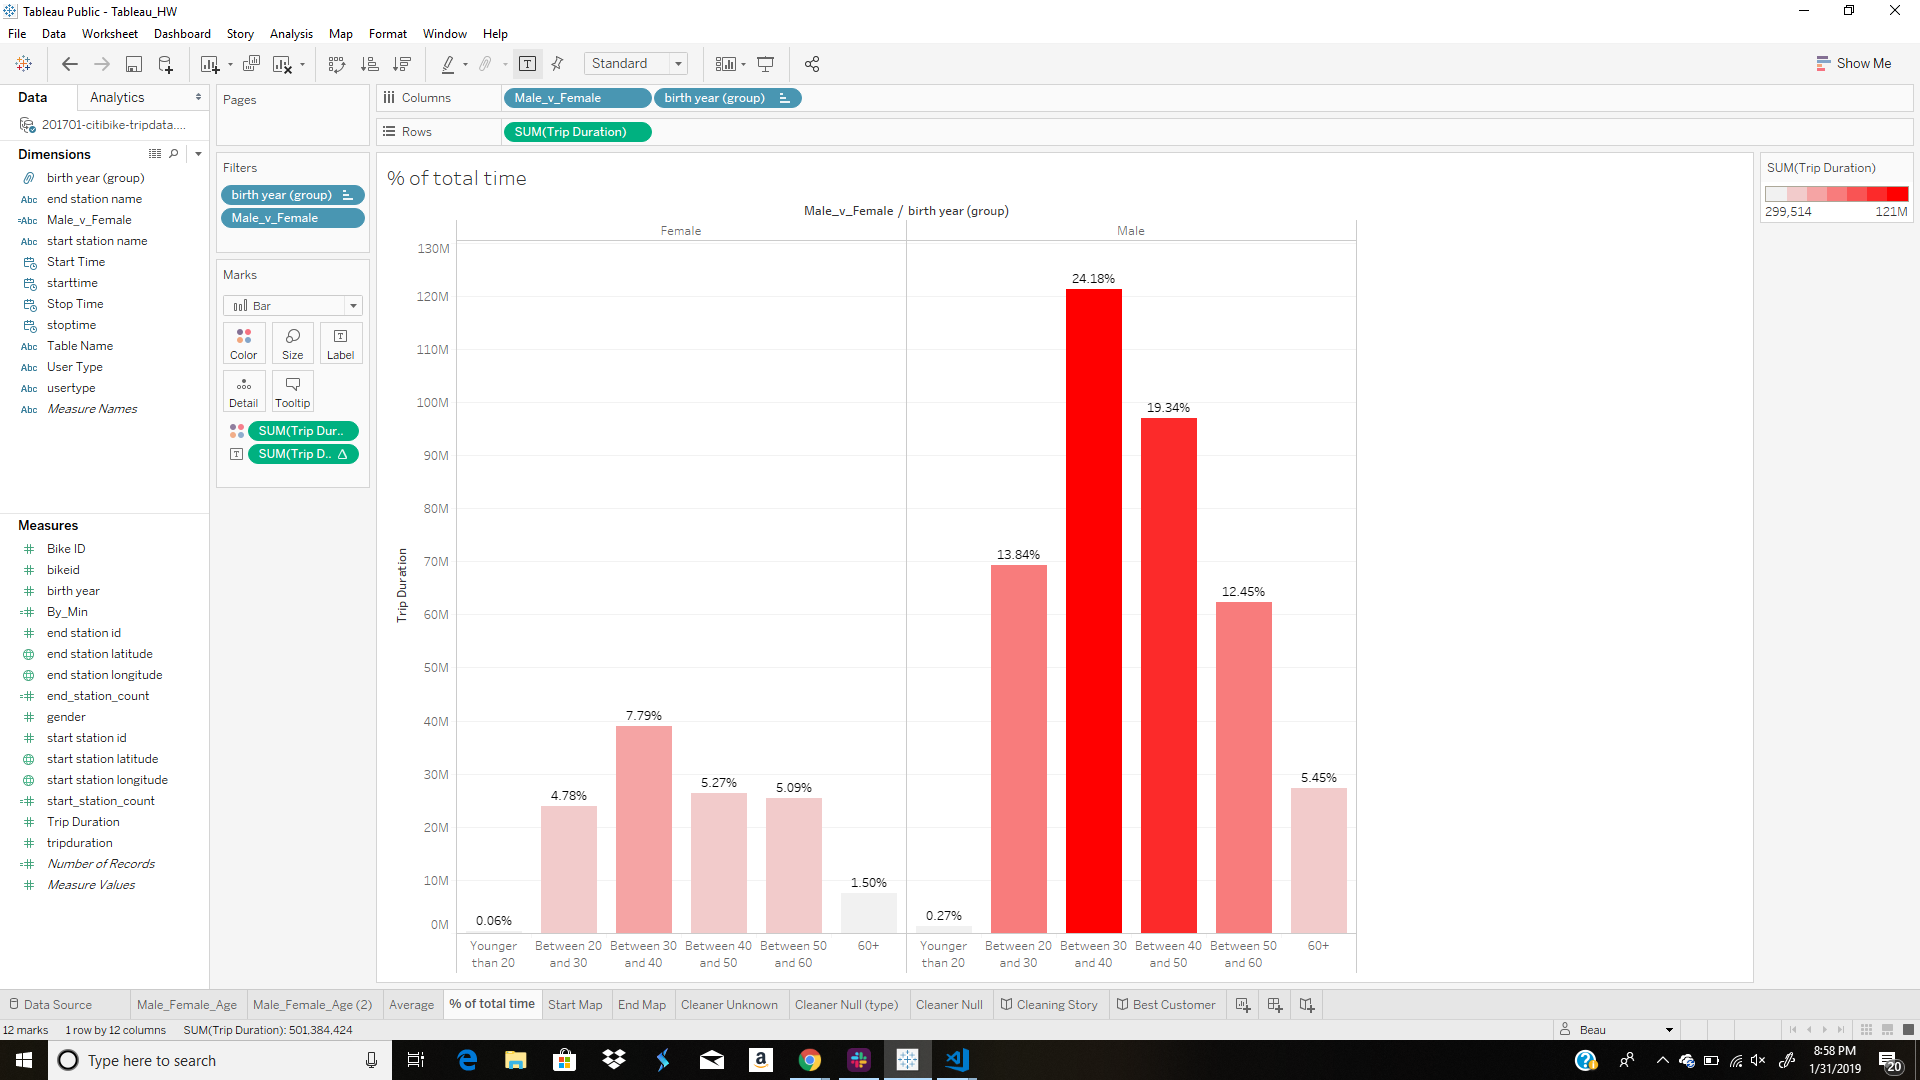 Tableau Public - Tableau_HW
File Data Worksheet Dashboard Story Analysis Map Format Window Help
Standard
Show Me
Data Analytics
201701-citibike-tripdata....
Dimensions
birth year (group)
Abc end station name
=Abc Male_v_Female
Abc start station name
Start Time
starttime
Stop Time
stoptime
Abc Table Name
Abc User Type
Abc usertype
Abc Measure Names
Measures
Bike ID
bikeid
birth year
By_Min
end station id
end station latitude
end station longitude
end_station_count
gender
start station id
start station latitude
start station longitude
start_station_count
Trip Duration
tripduration
Number of Records
Measure Values
Pages
Filters
birth year (group)
Male_v_Female
Marks
Bar
Color Size Label
Detail Tooltip
SUM(Trip Dur..
SUM(Trip D.. Δ
Columns Male_v_Female birth year (group)
Rows SUM(Trip Duration)
% of total time
Male_v_Female / birth year (group)
Female Male
Trip Duration
130M
120M
110M
100M
90M
80M
70M
60M
50M
40M
30M
20M
10M
0M
0.06%
4.78%
7.79%
5.27%
5.09%
1.50%
0.27%
13.84%
24.18%
19.34%
12.45%
5.45%
Younger than 20
Between 20 and 30
Between 30 and 40
Between 40 and 50
Between 50 and 60
60+
Younger than 20
Between 20 and 30
Between 30 and 40
Between 40 and 50
Between 50 and 60
60+
SUM(Trip Duration)
299,514 121M
Data Source Male_Female_Age Male_Female_Age (2) Average % of total time Start Map End Map Cleaner Unknown Cleaner Null (type) Cleaner Null Cleaning Story Best Customer
12 marks 1 row by 12 columns SUM(Trip Duration): 501,384,424
Beau
Type here to search
8:58 PM
1/31/2019
20